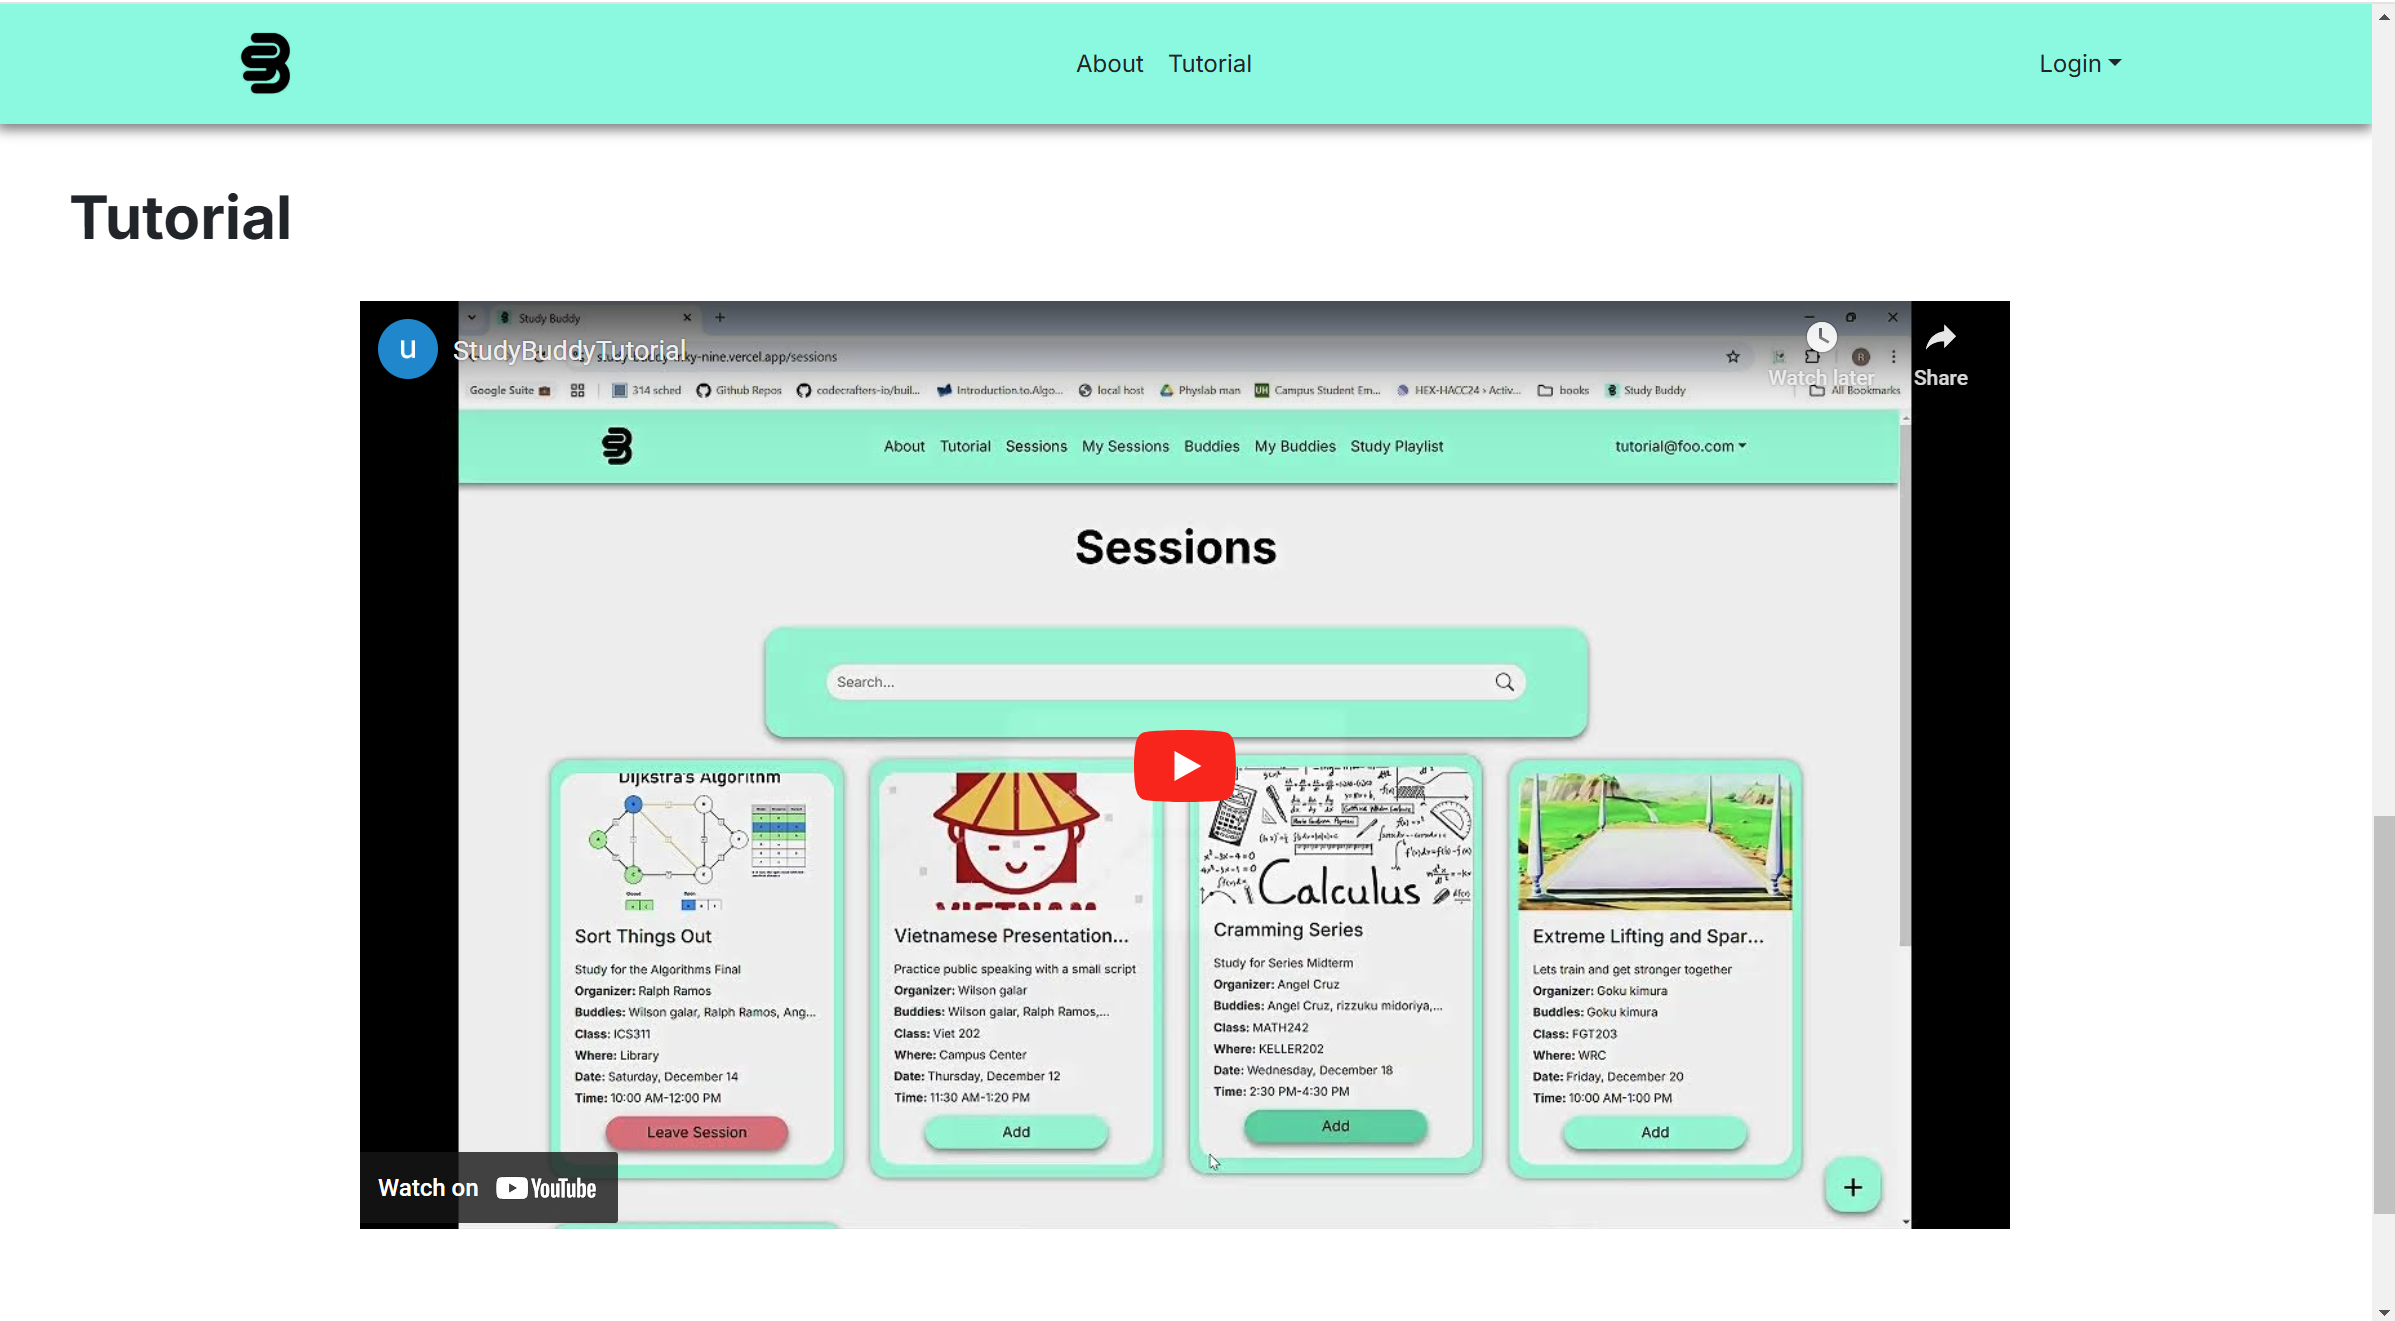 About Tutorial
Login
Tutorial
Study Buddy
u
StudyBuddyTutorial
ky-nine.vercel.app/sessions
R
Watch later
Share
Google Suite
314 sched
Github Repos
codecrafters-io/buil...
Introduction.to.Algo...
local host
Physlab man
UH
Campus Student Em...
HEX-HACC24 › Activ...
books
Study Buddy
All Bookmarks
About Tutorial Sessions My Sessions Buddies My Buddies Study Playlist
tutorial@foo.com
Sessions
Search...
Dijkstra's Algorithm
Sort Things Out
Study for the Algorithms Final
Organizer: Ralph Ramos
Buddies: Wilson galar, Ralph Ramos, Ang...
Class: ICS311
Where: Library
Date: Saturday, December 14
Time: 10:00 AM-12:00 PM
Leave Session
VIETNAM
Vietnamese Presentation...
Practice public speaking with a small script
Organizer: Wilson galar
Buddies: Wilson galar, Ralph Ramos,...
Class: Viet 202
Where: Campus Center
Date: Thursday, December 12
Time: 11:30 AM-1:20 PM
Add
Calculus
Cramming Series
Study for Series Midterm
Organizer: Angel Cruz
Buddies: Angel Cruz, rizzuku midoriya,...
Class: MATH242
Where: KELLER202
Date: Wednesday, December 18
Time: 2:30 PM-4:30 PM
Add
Extreme Lifting and Spar...
Lets train and get stronger together
Organizer: Goku kimura
Buddies: Goku kimura
Class: FGT203
Where: WRC
Date: Friday, December 20
Time: 10:00 AM-1:00 PM
Add
+
Watch on YouTube